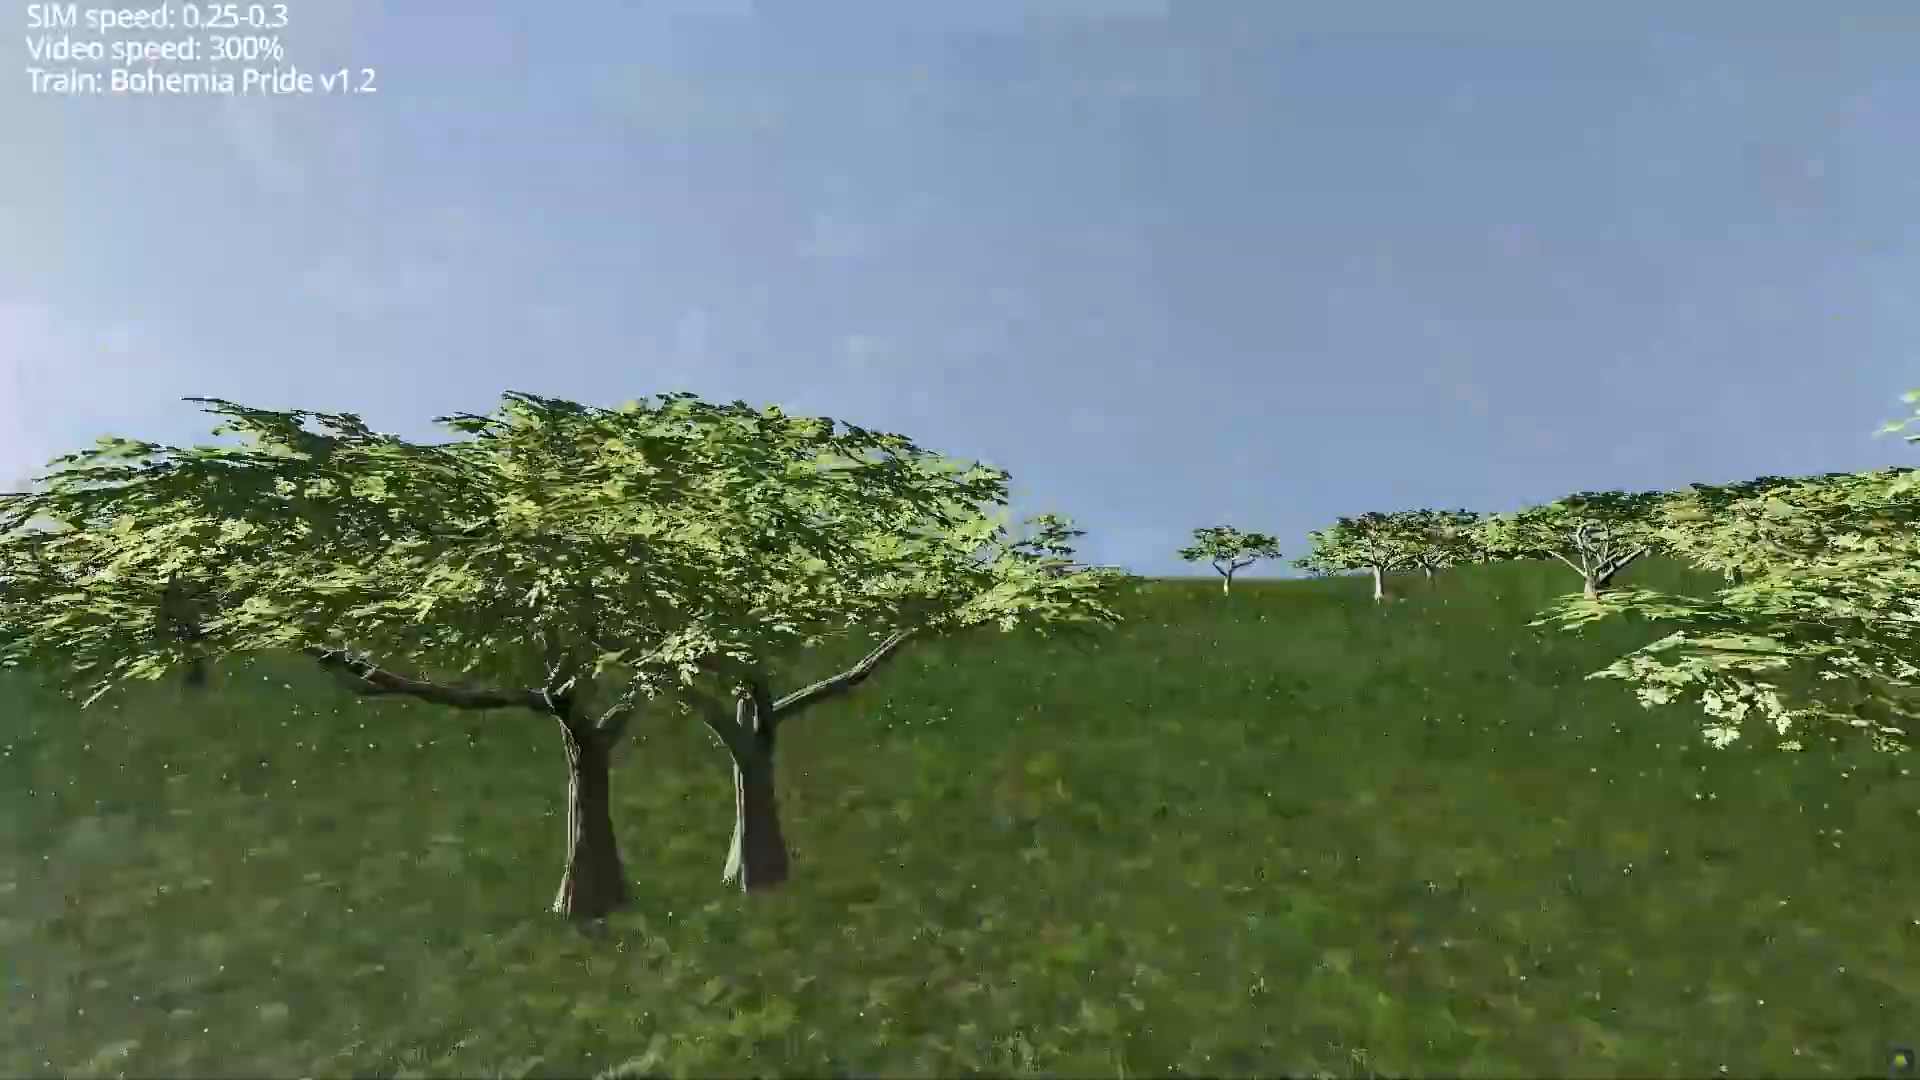 SIM speed: 0.25-0.3
Video speed: 300%
Train: Bohemia Pride v1.2